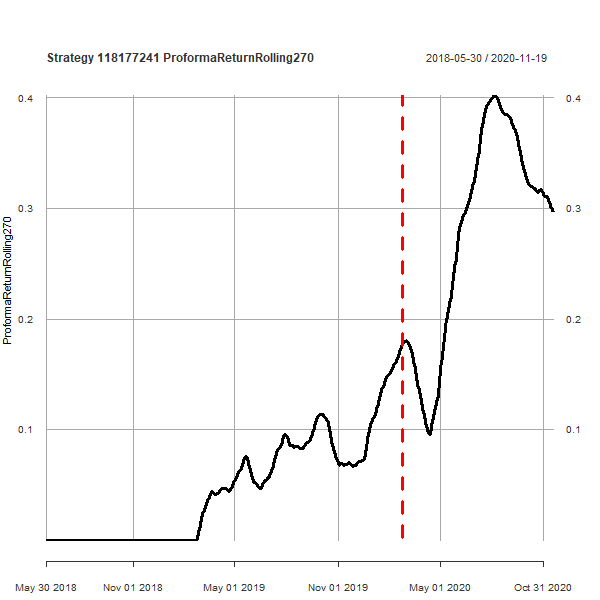 Strategy 118177241 ProformaReturnRolling270 2018-05-30 / 2020-11-19
0.4 0.4
0.3 0.3
0.2 0.2
0.1 0.1
ProformaReturnRolling270
May 30 2018 Nov 01 2018 May 01 2019 Nov 01 2019 May 01 2020 Oct 31 2020